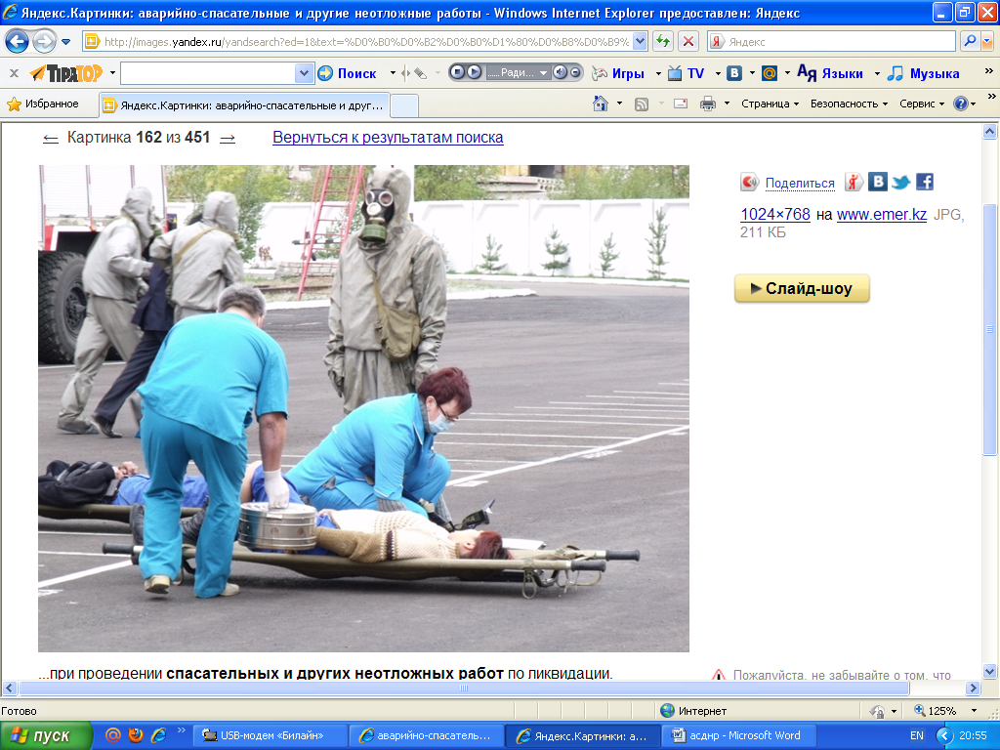 Яндекс.Картинки: аварийно-спасательные и другие неотложные работы - Windows Internet Explorer предоставлен: Яндекс
http://images.yandex.ru/yandsearch?ed=1&text=%D0%B0%D0%B2%D0%B0%D1%80%D0%B8%D0%B9%
Яндекс
TIPATOP
Поиск
Ради...
Игры
TV
В
@
Aя Языки
Музыка
Избранное
Яндекс.Картинки: аварийно-спасательные и друг...
Страница
Безопасность
Сервис
← Картинка 162 из 451 →
Вернуться к результатам поиска
Поделиться
1024×768 на www.emer.kz JPG,
211 КБ
Слайд-шоу
...при проведении спасательных и других неотложных работ по ликвидации.
Пожалуйста, не забывайте о том, что
Готово
Интернет
125%
пуск
USB-модем «Билайн»
аварийно-спасатель...
Яндекс.Картинки: а...
асднр - Microsoft Word
EN
20:55